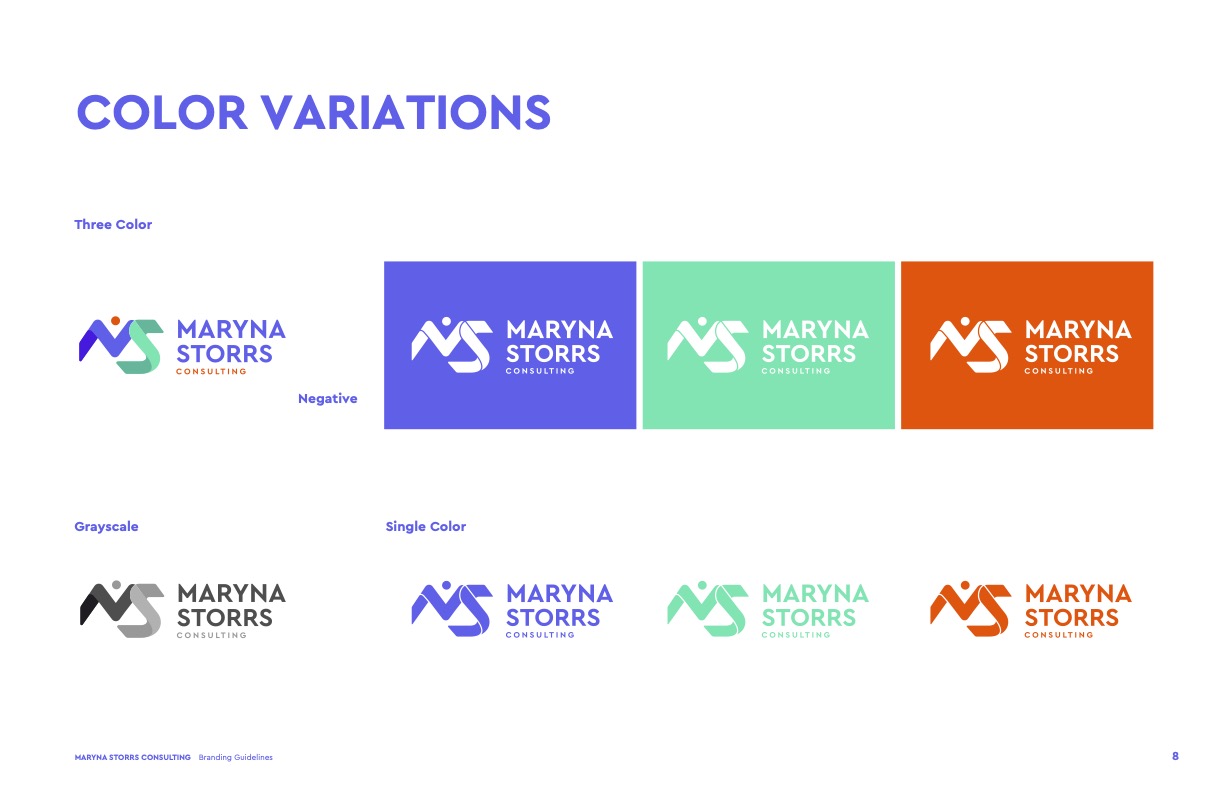 COLOR VARIATIONS
Three Color
MARYNA
STORRS
CONSULTING
Negative
MARYNA
STORRS
CONSULTING
MARYNA
STORRS
CONSULTING
MARYNA
STORRS
CONSULTING
Grayscale
MARYNA
STORRS
CONSULTING
Single Color
MARYNA
STORRS
CONSULTING
MARYNA
STORRS
CONSULTING
MARYNA
STORRS
CONSULTING
MARYNA STORRS CONSULTING Branding Guidelines
8